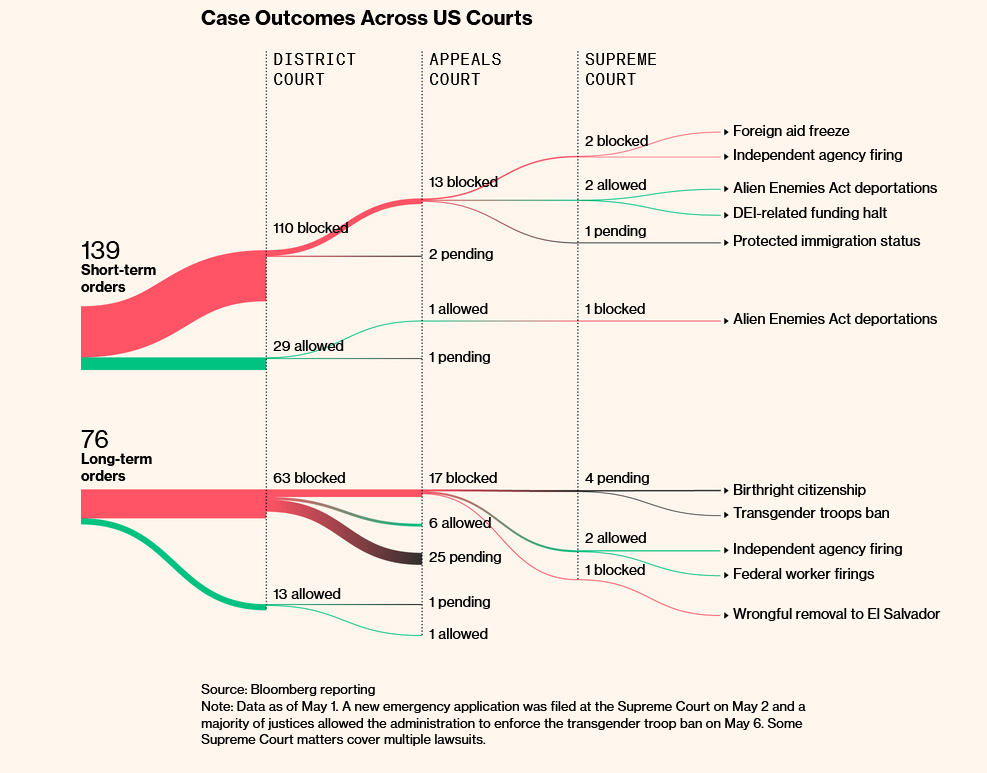 Case Outcomes Across US Courts
DISTRICT
COURT
APPEALS
COURT
SUPREME
COURT
139
Short-term
orders
110 blocked
29 allowed
13 blocked
2 pending
1 allowed
1 pending
2 blocked
2 allowed
1 pending
1 blocked
Foreign aid freeze
Independent agency firing
Alien Enemies Act deportations
DEI-related funding halt
Protected immigration status
Alien Enemies Act deportations
76
Long-term
orders
63 blocked
13 allowed
17 blocked
6 allowed
25 pending
1 pending
1 allowed
4 pending
2 allowed
1 blocked
Birthright citizenship
Transgender troops ban
Independent agency firing
Federal worker firings
Wrongful removal to El Salvador
Source: Bloomberg reporting
Note: Data as of May 1. A new emergency application was filed at the Supreme Court on May 2 and a
majority of justices allowed the administration to enforce the transgender troop ban on May 6. Some
Supreme Court matters cover multiple lawsuits.